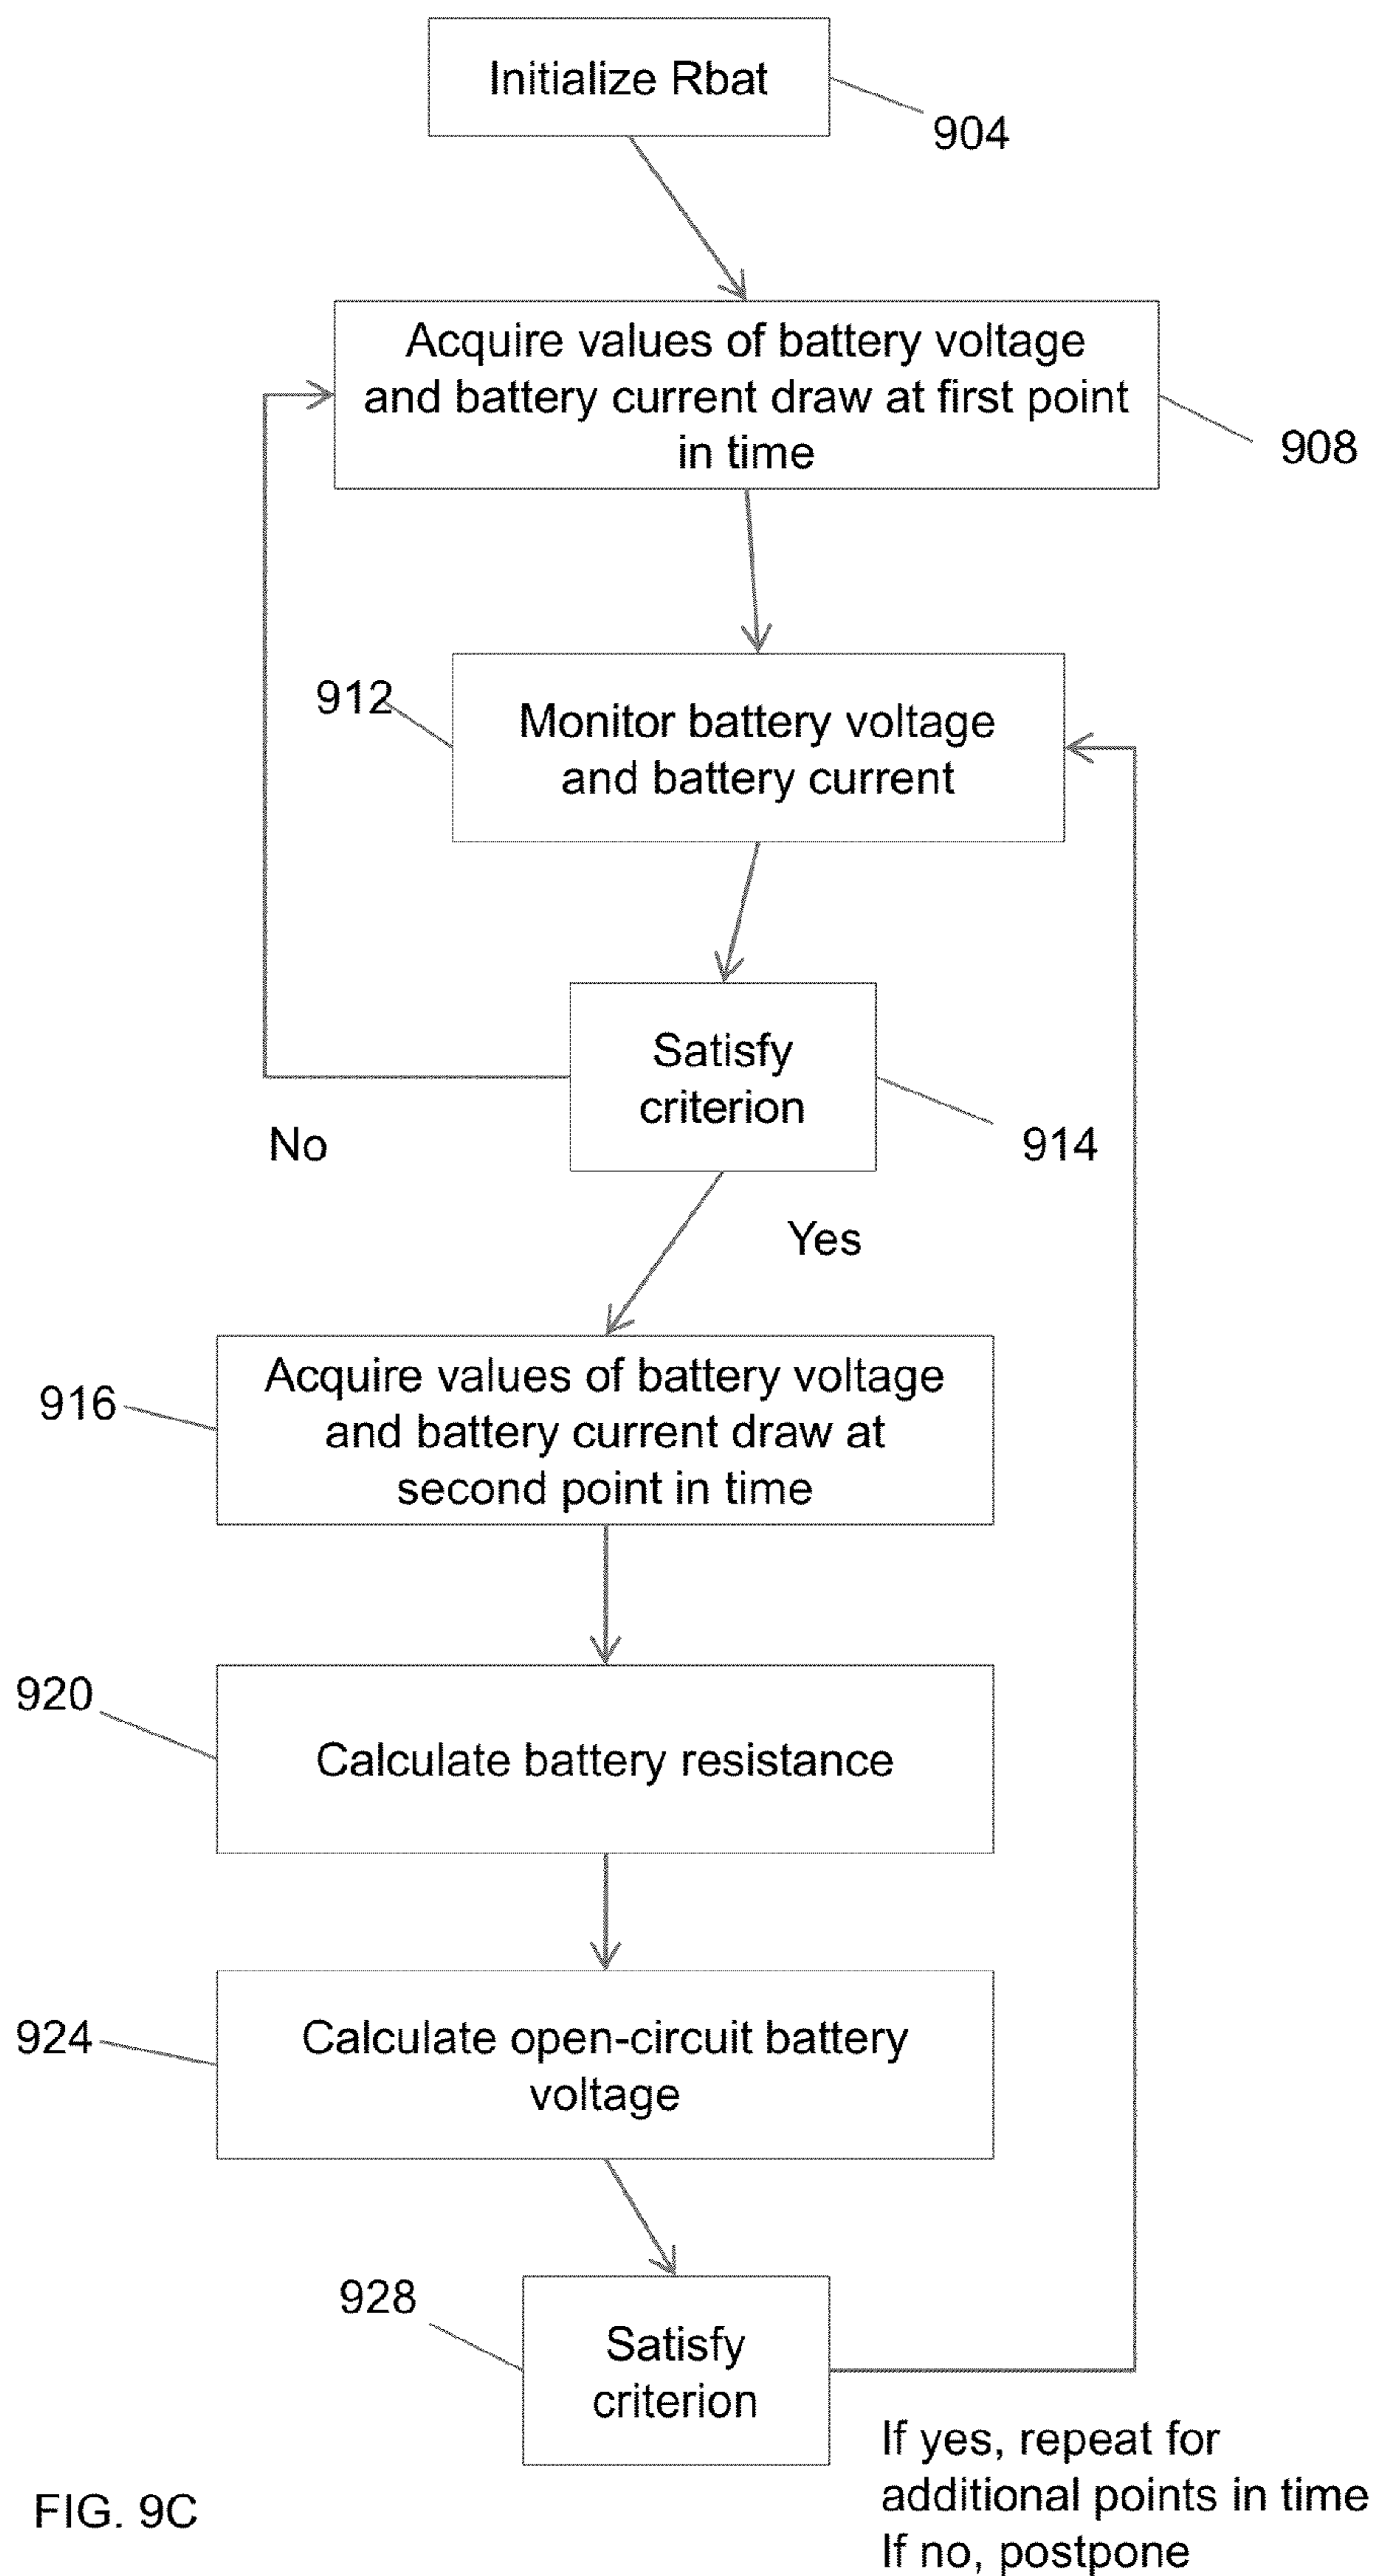 Initialize Rbat
904
Acquire values of battery voltage
and battery current draw at first point
in time
908
912
Monitor battery voltage
and battery current
Satisfy
criterion
914
No
Yes
916
Acquire values of battery voltage
and battery current draw at
second point in time
920
Calculate battery resistance
924
Calculate open-circuit battery
voltage
928
Satisfy
criterion
If yes, repeat for
additional points in time
If no, postpone
FIG. 9C